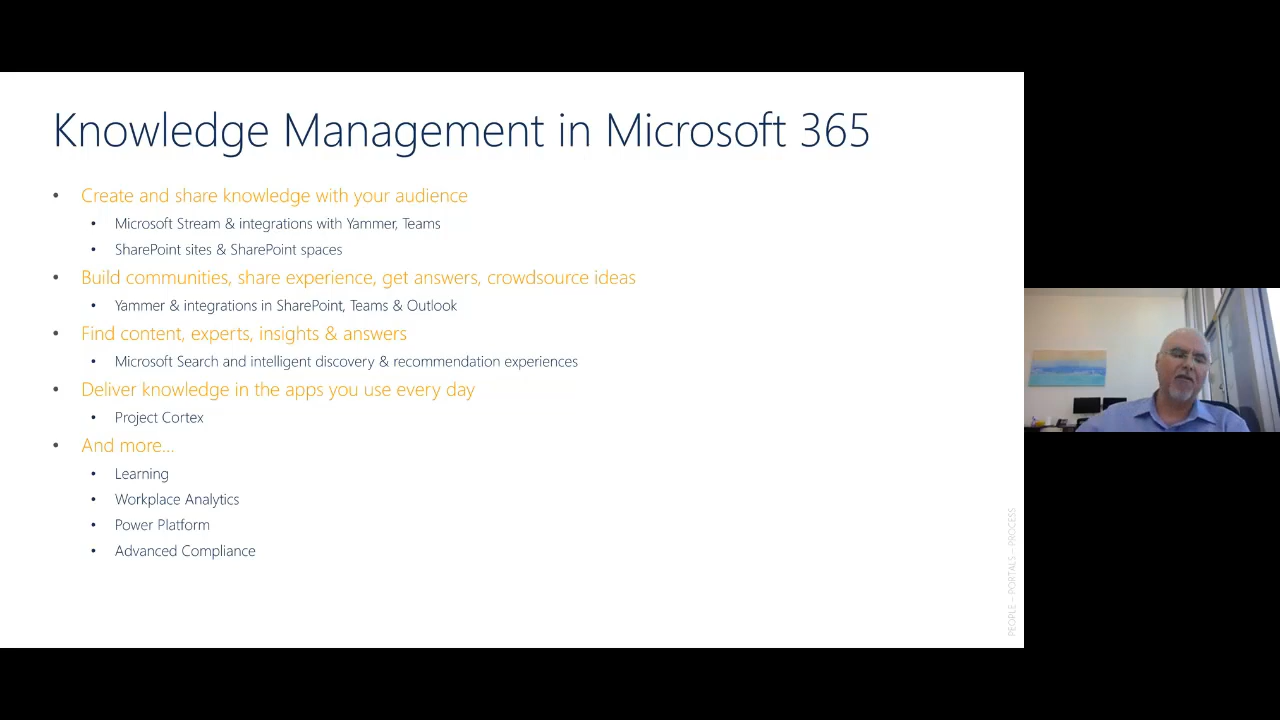 Knowledge Management in Microsoft 365
• Create and share knowledge with your audience
• Microsoft Stream & integrations with Yammer, Teams
• SharePoint sites & SharePoint spaces
• Build communities, share experience, get answers, crowdsource ideas
• Yammer & integrations in SharePoint, Teams & Outlook
• Find content, experts, insights & answers
• Microsoft Search and intelligent discovery & recommendation experiences
• Deliver knowledge in the apps you use every day
• Project Cortex
• And more...
• Learning
• Workplace Analytics
• Power Platform
• Advanced Compliance
PEOPLE – PORTALS – PROCESS